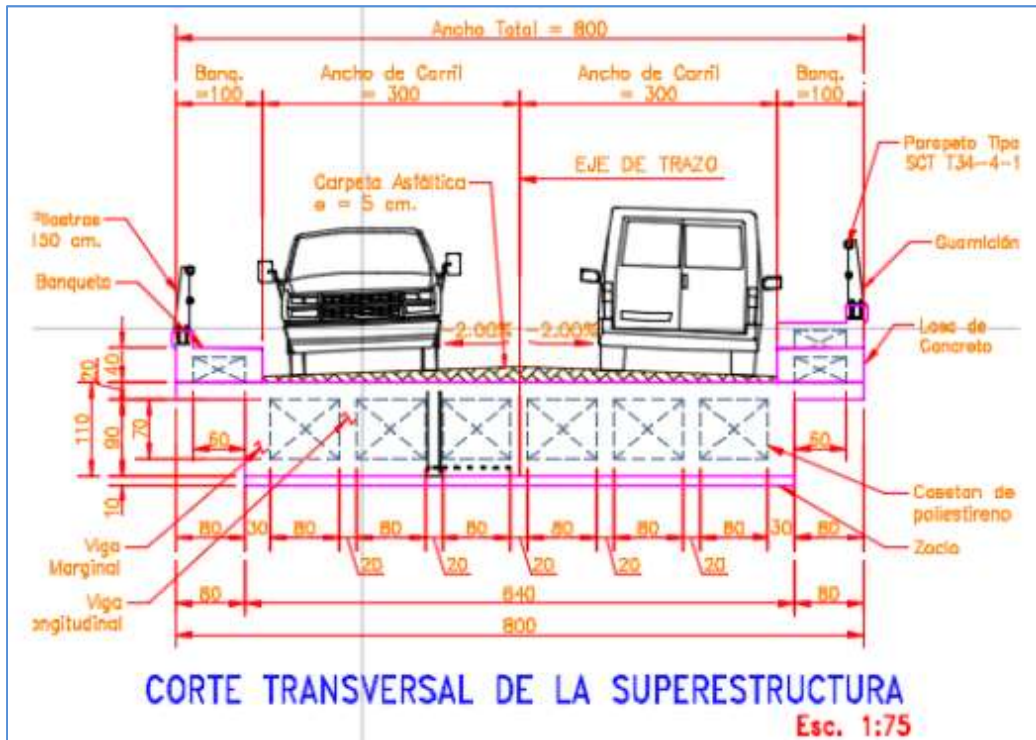 Ancho Total = 800
Banq.
=100
Ancho de Carril
= 300
Ancho de Carril
= 300
Banq.
=100
Parapeto Tipo
SCT T34-4-1
EJE DE TRAZO
Carpeta Asfáltica
e = 5 cm.
150 cm.
Guarnición
Banqueta
-2.00%
-2.00%
Losa de
Concreto
20
40
110
90
70
10
60
60
Caseton de
poliestireno
Zoclo
80
30
80
80
80
80
80
80
30
80
20
20
20
20
20
Viga
Marginal
Viga
ongitudinal
80
640
80
800
CORTE TRANSVERSAL DE LA SUPERESTRUCTURA
Esc. 1:75